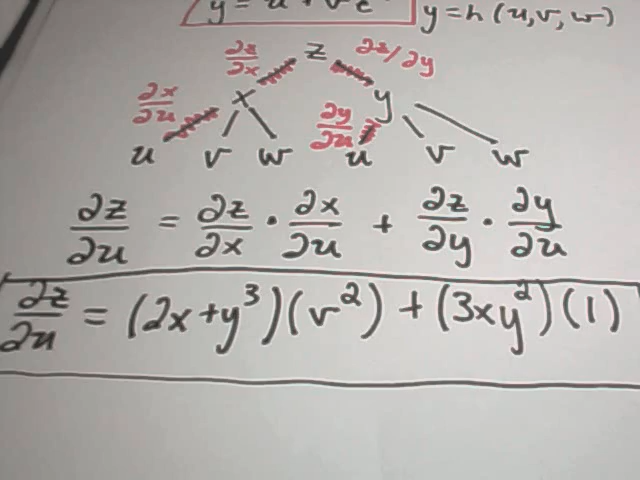 y = u + v e y = h (u, v, w)
∂z/∂x z ∂z/∂y
∂x/∂u x ∂y/∂u y
u v w u v w
∂z/∂u = ∂z/∂x · ∂x/∂u + ∂z/∂y · ∂y/∂u
∂z/∂u = (2x+y³)(v²) + (3xy²)(1)